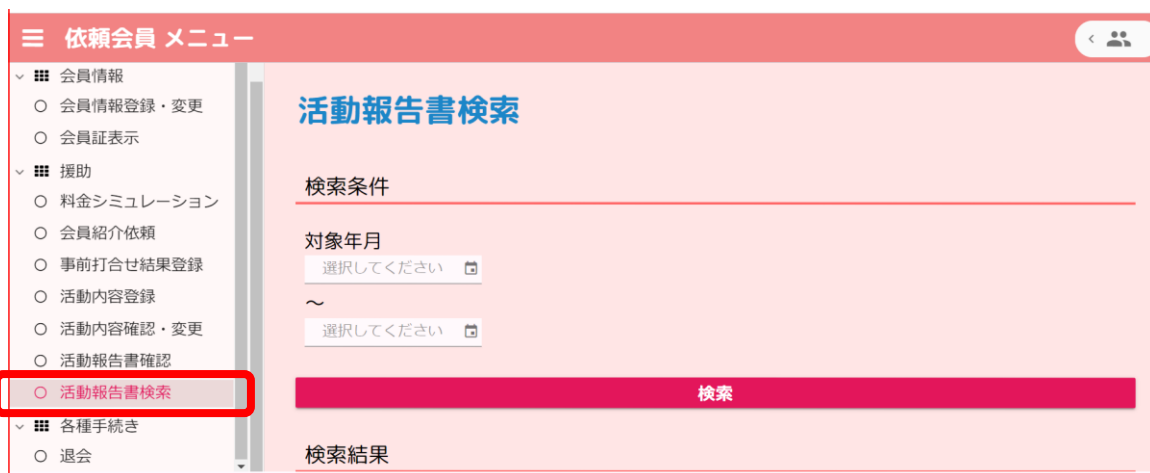 依頼会員 メニュー
会員情報
会員情報登録・変更
会員証表示
援助
料金シミュレーション
会員紹介依頼
事前打合せ結果登録
活動内容登録
活動内容確認・変更
活動報告書確認
活動報告書検索
各種手続き
退会
活動報告書検索
検索条件
対象年月
選択してください
～
選択してください
検索
検索結果